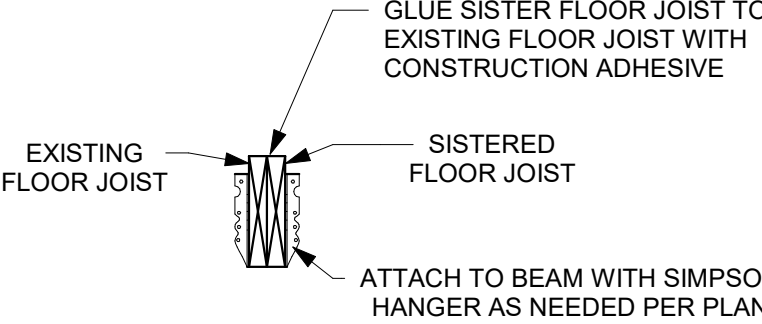 GLUE SISTER FLOOR JOIST TO
EXISTING FLOOR JOIST WITH
CONSTRUCTION ADHESIVE
EXISTING
FLOOR JOIST
SISTERED
FLOOR JOIST
ATTACH TO BEAM WITH SIMPSO
HANGER AS NEEDED PER PLAN